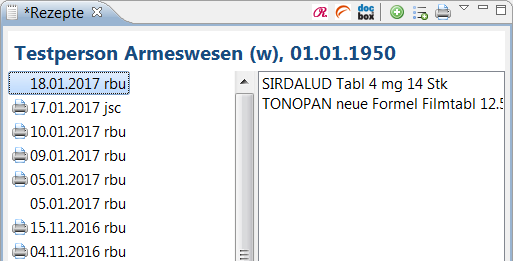 *Rezepte
doc
box
Testperson Armeswesen (w), 01.01.1950
18.01.2017 rbu
17.01.2017 jsc
10.01.2017 rbu
09.01.2017 rbu
05.01.2017 rbu
05.01.2017 rbu
15.11.2016 rbu
04.11.2016 rbu
SIRDALUD Tabl 4 mg 14 Stk
TONOPAN neue Formel Filmtabl 12.5